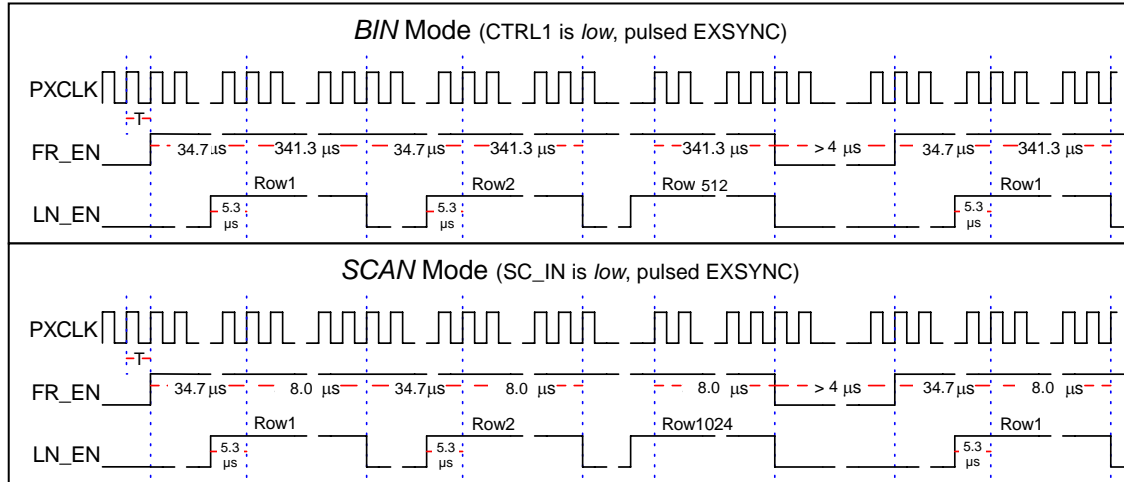 BIN Mode (CTRL1 is low, pulsed EXSYNC)
PXCLK
T
FR_EN
34.7 µs 341.3 µs 34.7 µs 341.3 µs 341.3 µs > 4 µs 34.7 µs 341.3 µs
Row1 Row2 Row 512 Row1
LN_EN
5.3 µs 5.3 µs 5.3 µs
SCAN Mode (SC_IN is low, pulsed EXSYNC)
PXCLK
T
FR_EN
34.7 µs 8.0 µs 34.7 µs 8.0 µs 8.0 µs > 4 µs 34.7 µs 8.0 µs
Row1 Row2 Row1024 Row1
LN_EN
5.3 µs 5.3 µs 5.3 µs